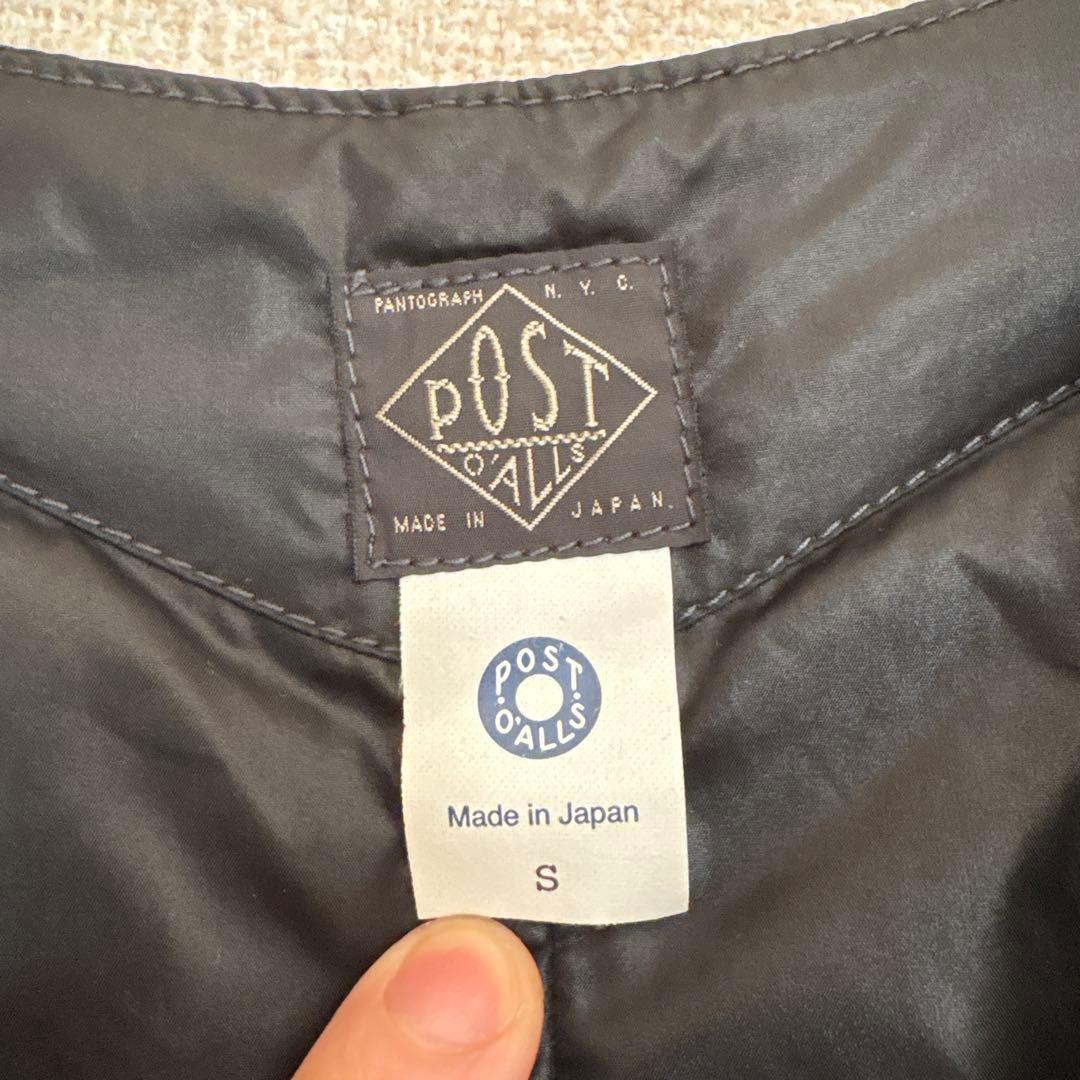 PANTOGRAPH N. Y. C.
POST
O'ALLS
MADE IN JAPAN.
POST
O'ALLS
Made in Japan
S